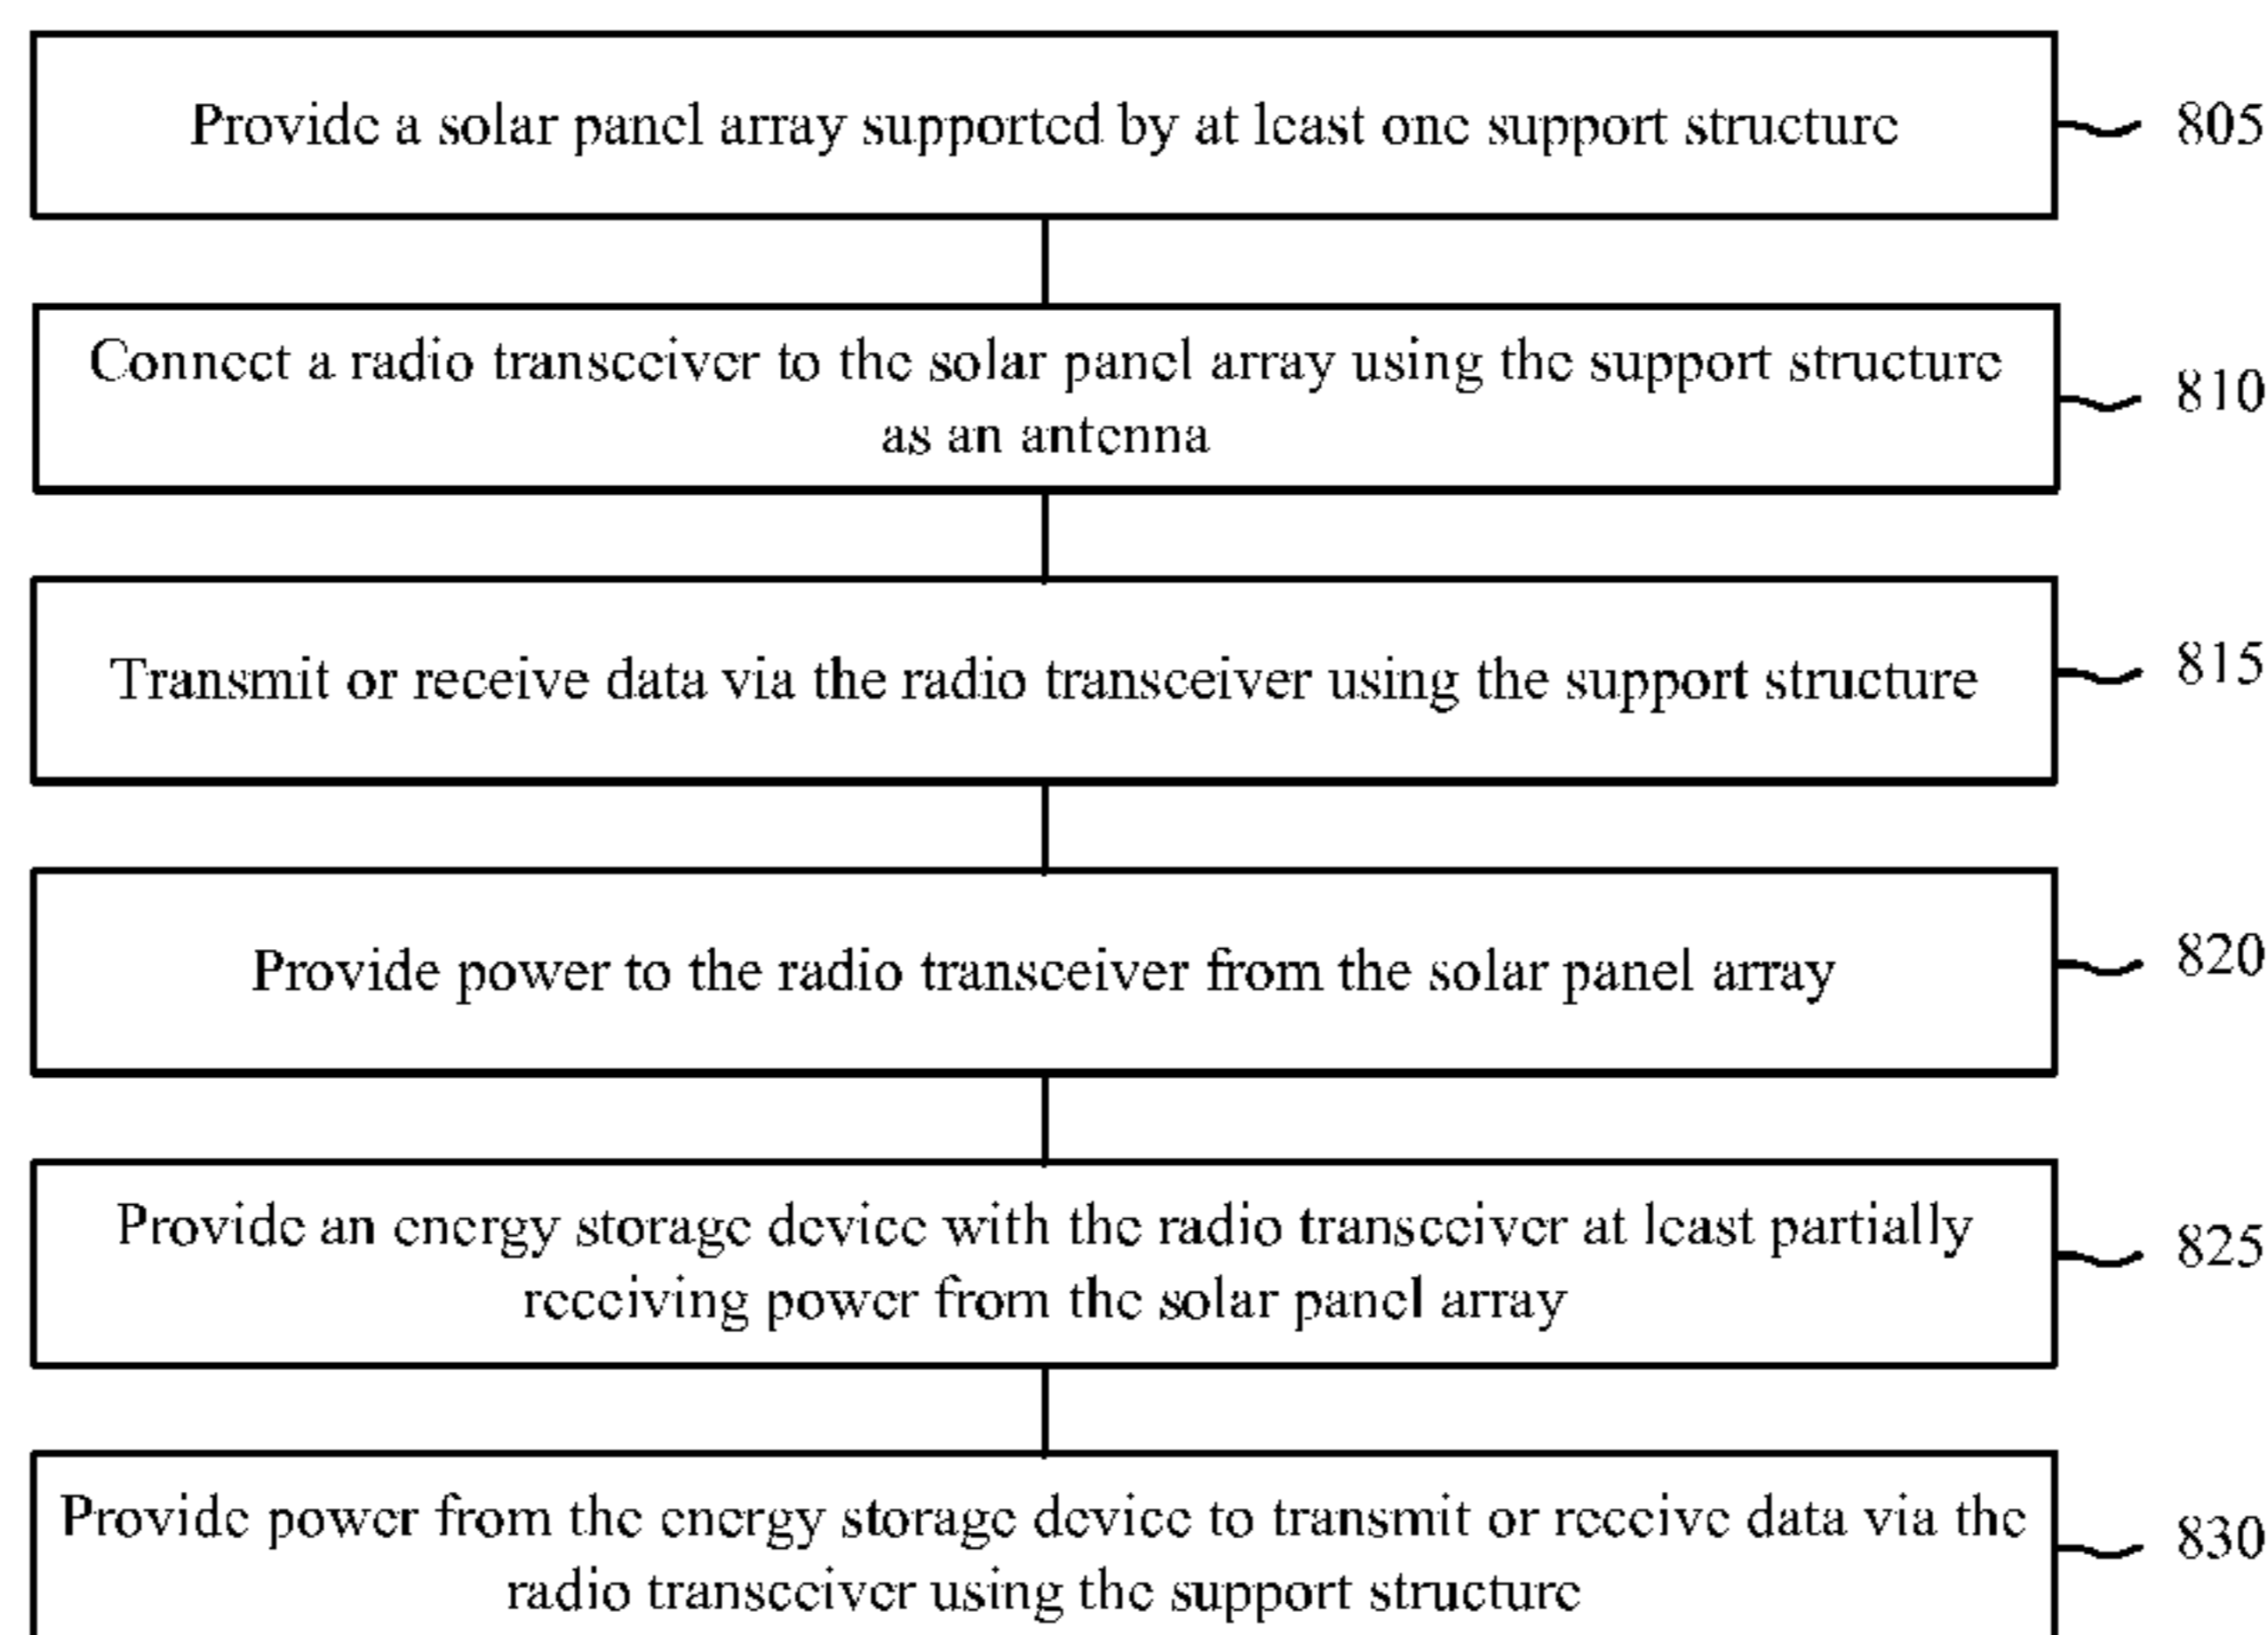 Provide a solar panel array supported by at least one support structure
805
Connect a radio transceiver to the solar panel array using the support structure
as an antenna
810
Transmit or receive data via the radio transceiver using the support structure
815
Provide power to the radio transceiver from the solar panel array
820
Provide an energy storage device with the radio transceiver at least partially
receiving power from the solar panel array
825
Provide power from the energy storage device to transmit or receive data via the
radio transceiver using the support structure
830